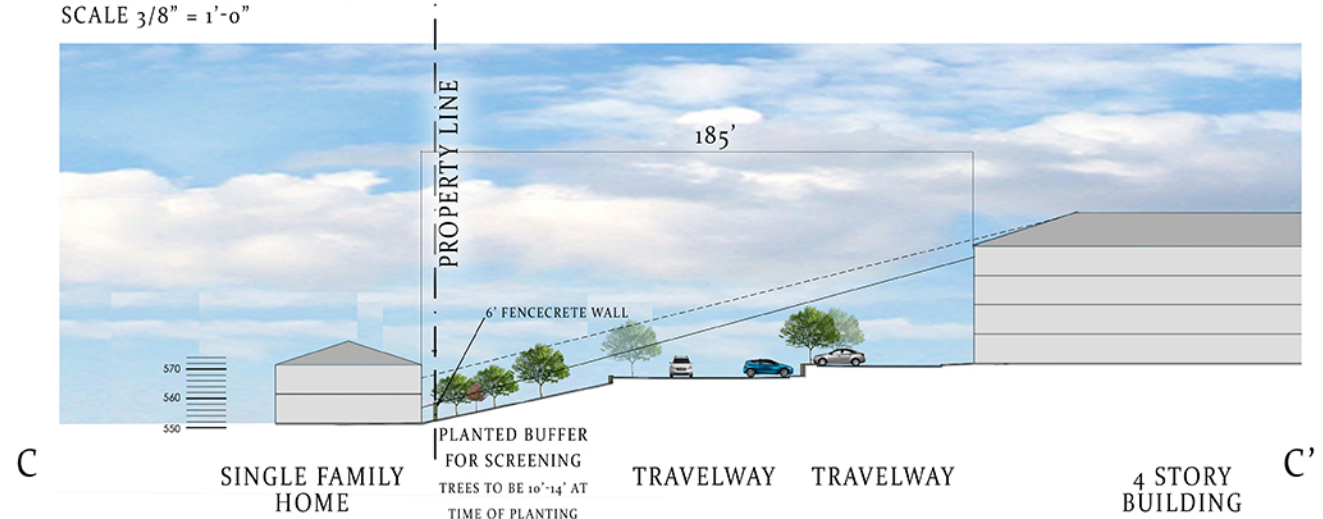 SCALE 3/8” = 1’-0”
PROPERTY LINE
185’
6’ FENCECRETE WALL
570
560
550
C
SINGLE FAMILY
HOME
PLANTED BUFFER
FOR SCREENING
TREES TO BE 10’-14’ AT
TIME OF PLANTING
TRAVELWAY
TRAVELWAY
4 STORY
BUILDING
C’